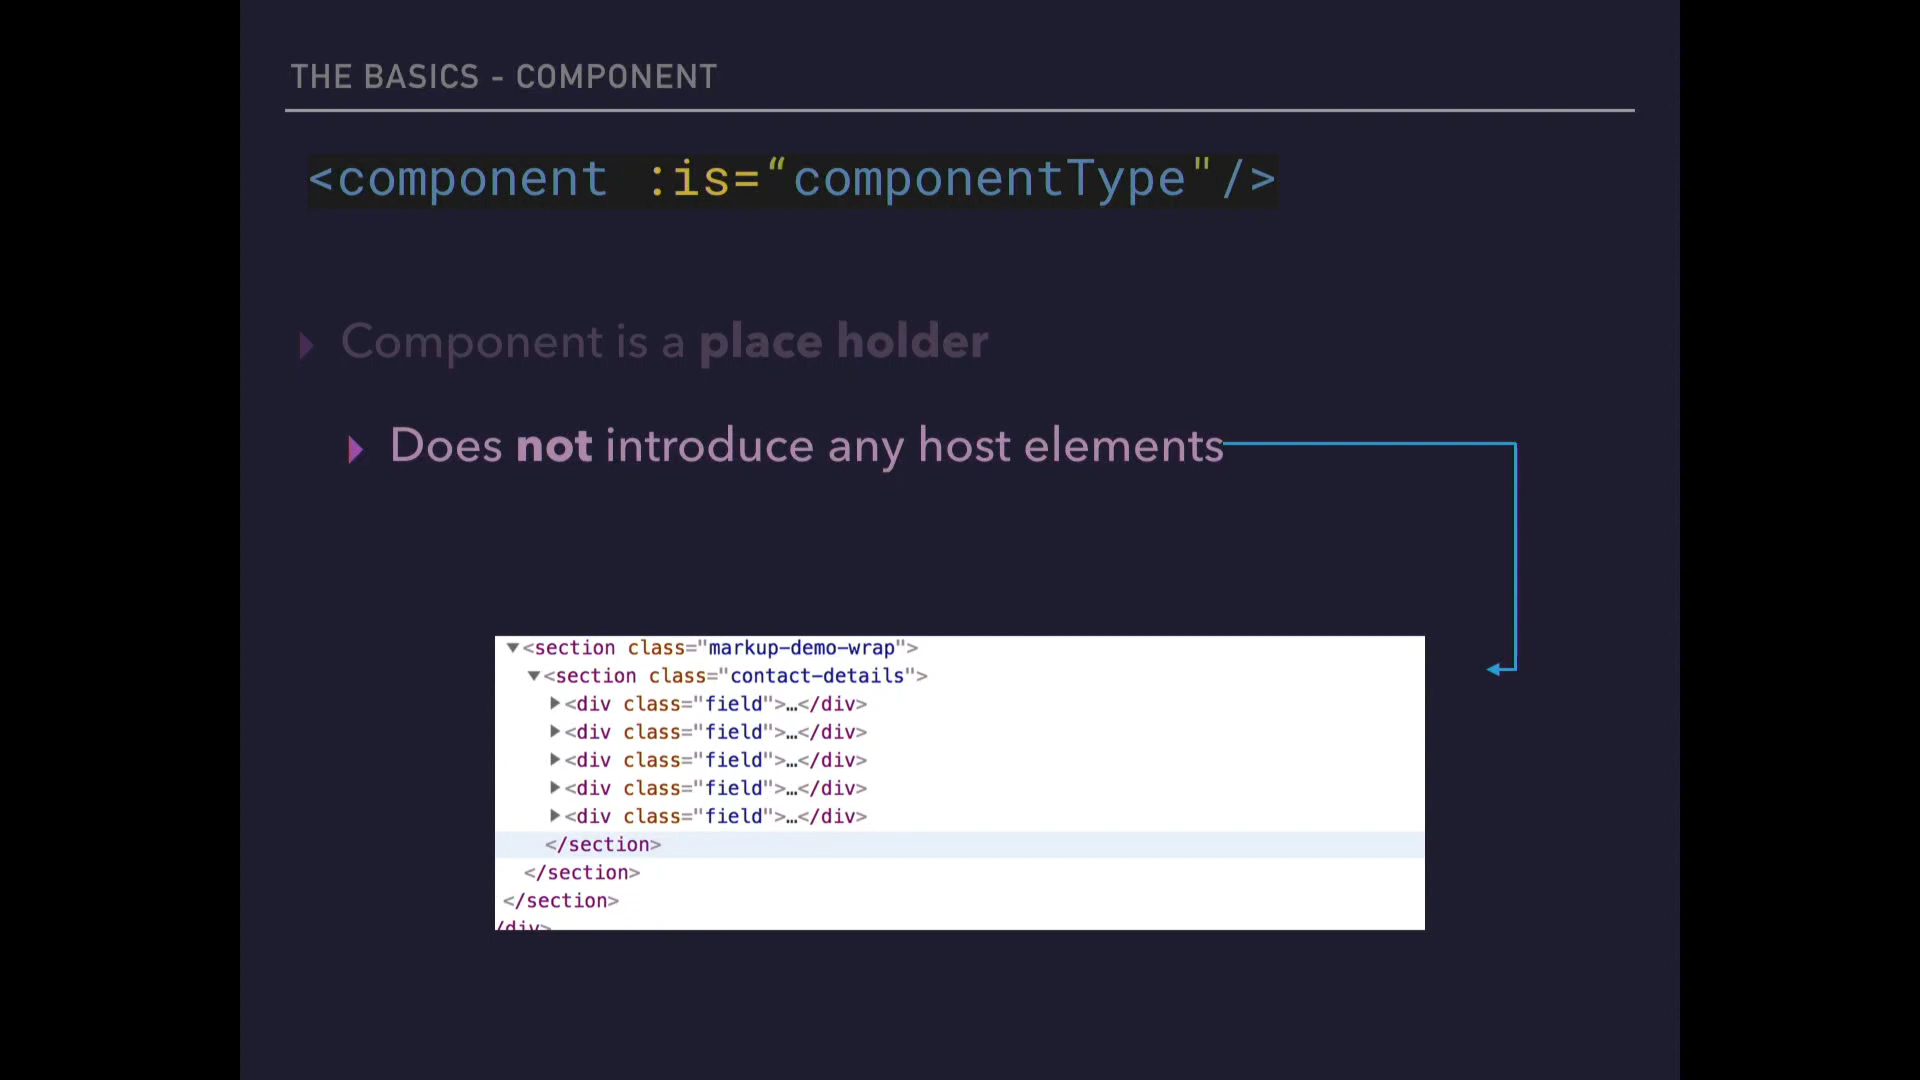 THE BASICS - COMPONENT
<component :is=“componentType"/>
Component is a place holder
Does not introduce any host elements
▼<section class="markup-demo-wrap">
▼<section class="contact-details">
▶<div class="field">…</div>
▶<div class="field">…</div>
▶<div class="field">…</div>
▶<div class="field">…</div>
▶<div class="field">…</div>
</section>
</section>
</section>
/div>